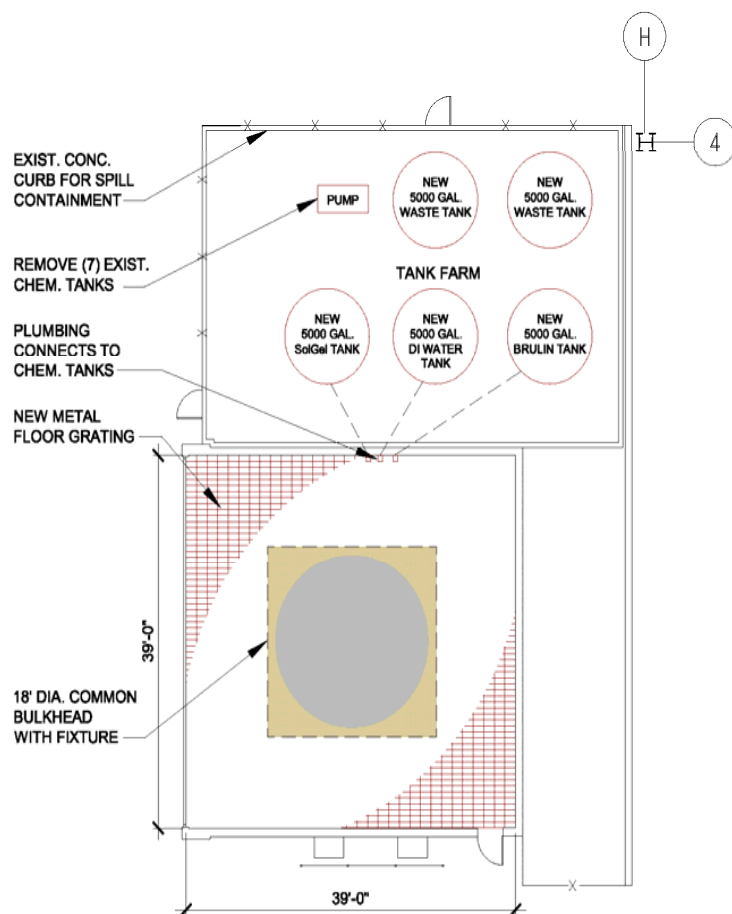 H
4
EXIST. CONC.
CURB FOR SPILL
CONTAINMENT
PUMP
NEW
5000 GAL.
WASTE TANK
NEW
5000 GAL.
WASTE TANK
REMOVE (7) EXIST.
CHEM. TANKS
TANK FARM
PLUMBING
CONNECTS TO
CHEM. TANKS
NEW
5000 GAL.
SolGel TANK
NEW
5000 GAL.
DI WATER
TANK
NEW
5000 GAL.
BRULIN TANK
NEW METAL
FLOOR GRATING
39'-0"
18' DIA. COMMON
BULKHEAD
WITH FIXTURE
39'-0"